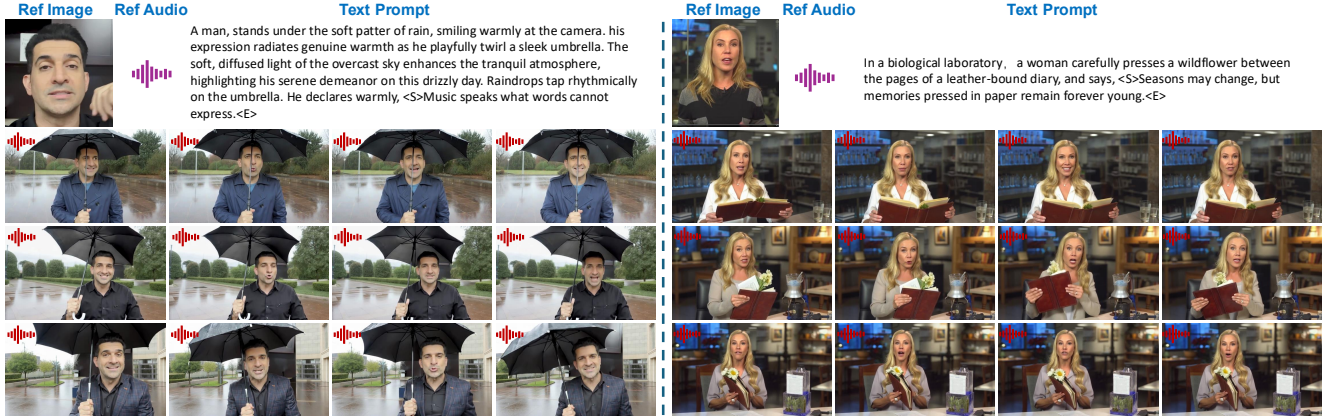 Ref Image Ref Audio Text Prompt
A man, stands under the soft patter of rain, smiling warmly at the camera. his
expression radiates genuine warmth as he playfully twirl a sleek umbrella. The
soft, diffused light of the overcast sky enhances the tranquil atmosphere,
highlighting his serene demeanor on this drizzly day. Raindrops tap rhythmically
on the umbrella. He declares warmly, <S>Music speaks what words cannot
express.<E>
Ref Image Ref Audio Text Prompt
In a biological laboratory, a woman carefully presses a wildflower between
the pages of a leather-bound diary, and says, <S>Seasons may change, but
memories pressed in paper remain forever young.<E>